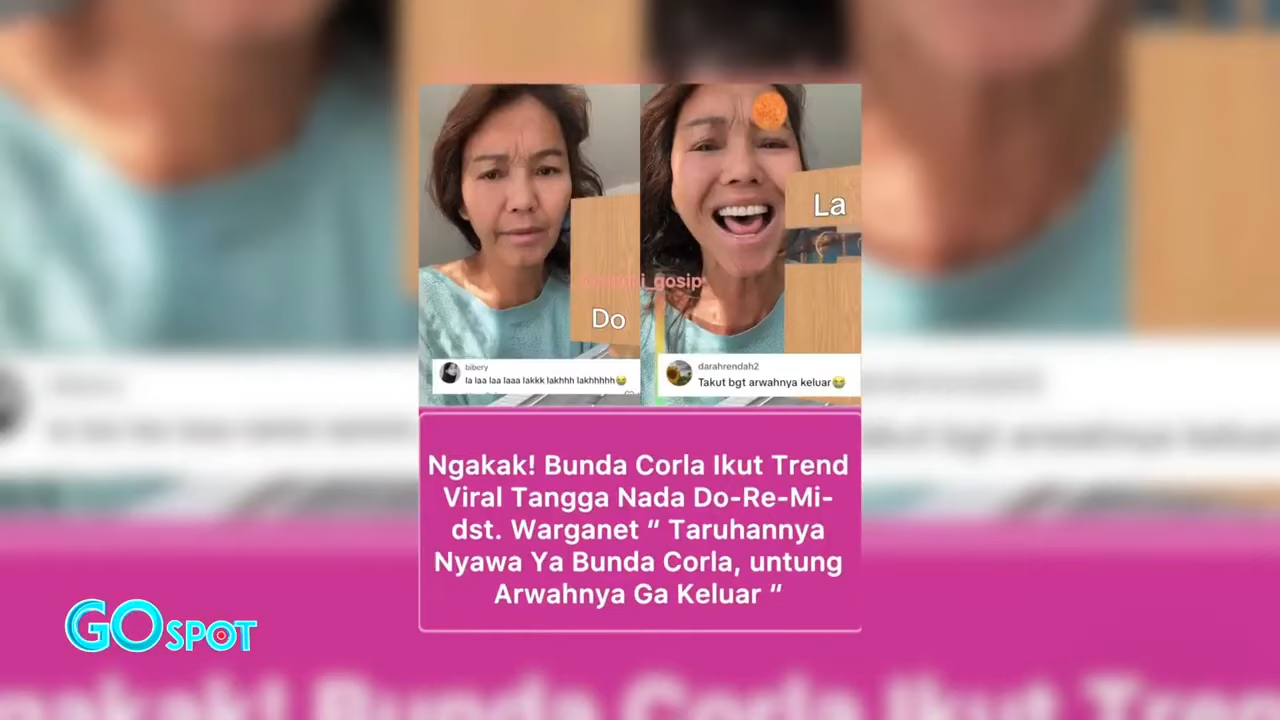 La
Do
bibery
la laa laa laaa lakkk lakhhh lakhhhhh😭
darahrendah2
Takut bgt arwahnya keluar😭
Ngakak! Bunda Corla Ikut Trend
Viral Tangga Nada Do-Re-Mi-
dst. Warganet “ Taruhannya
Nyawa Ya Bunda Corla, untung
Arwahnya Ga Keluar “
GOSPOT